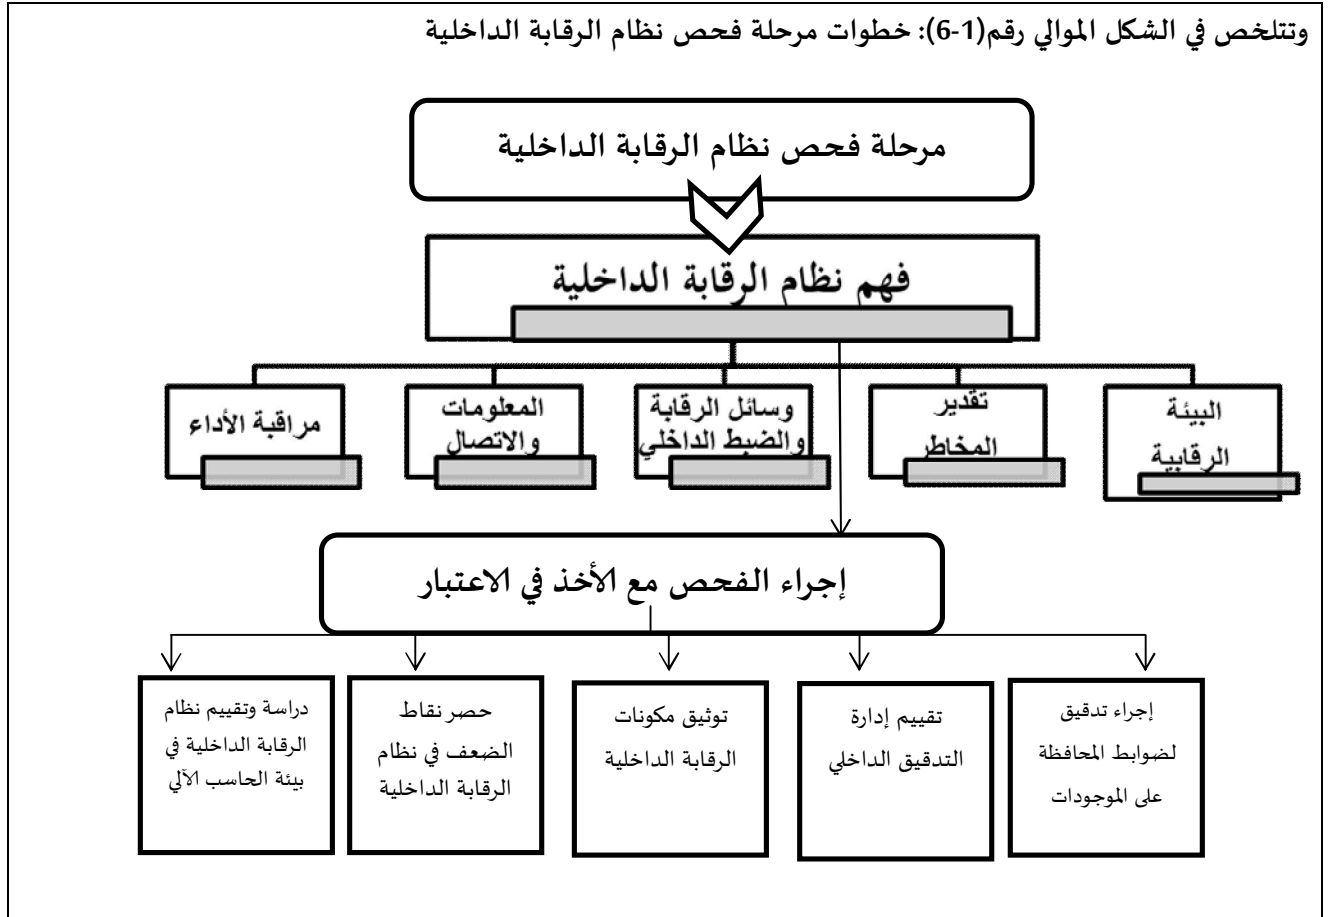 وتتلخص في الشكل الموالي رقم(1-6): خطوات مرحلة فحص نظام الرقابة الداخلية
مرحلة فحص نظام الرقابة الداخلية
فهم نظام الرقابة الداخلية
البيئة
الرقابية
تقدير
المخاطر
وسائل الرقابة
والضبط الداخلي
المعلومات
والاتصال
مراقبة الأداء
إجراء الفحص مع الأخذ في الاعتبار
إجراء تدقيق
لضوابط المحافظة
على الموجودات
تقييم إدارة
التدقيق الداخلي
توثيق مكونات
الرقابة الداخلية
حصر نقاط
الضعف في نظام
الرقابة الداخلية
دراسة وتقييم نظام
الرقابة الداخلية في
بيئة الحاسب الآلي